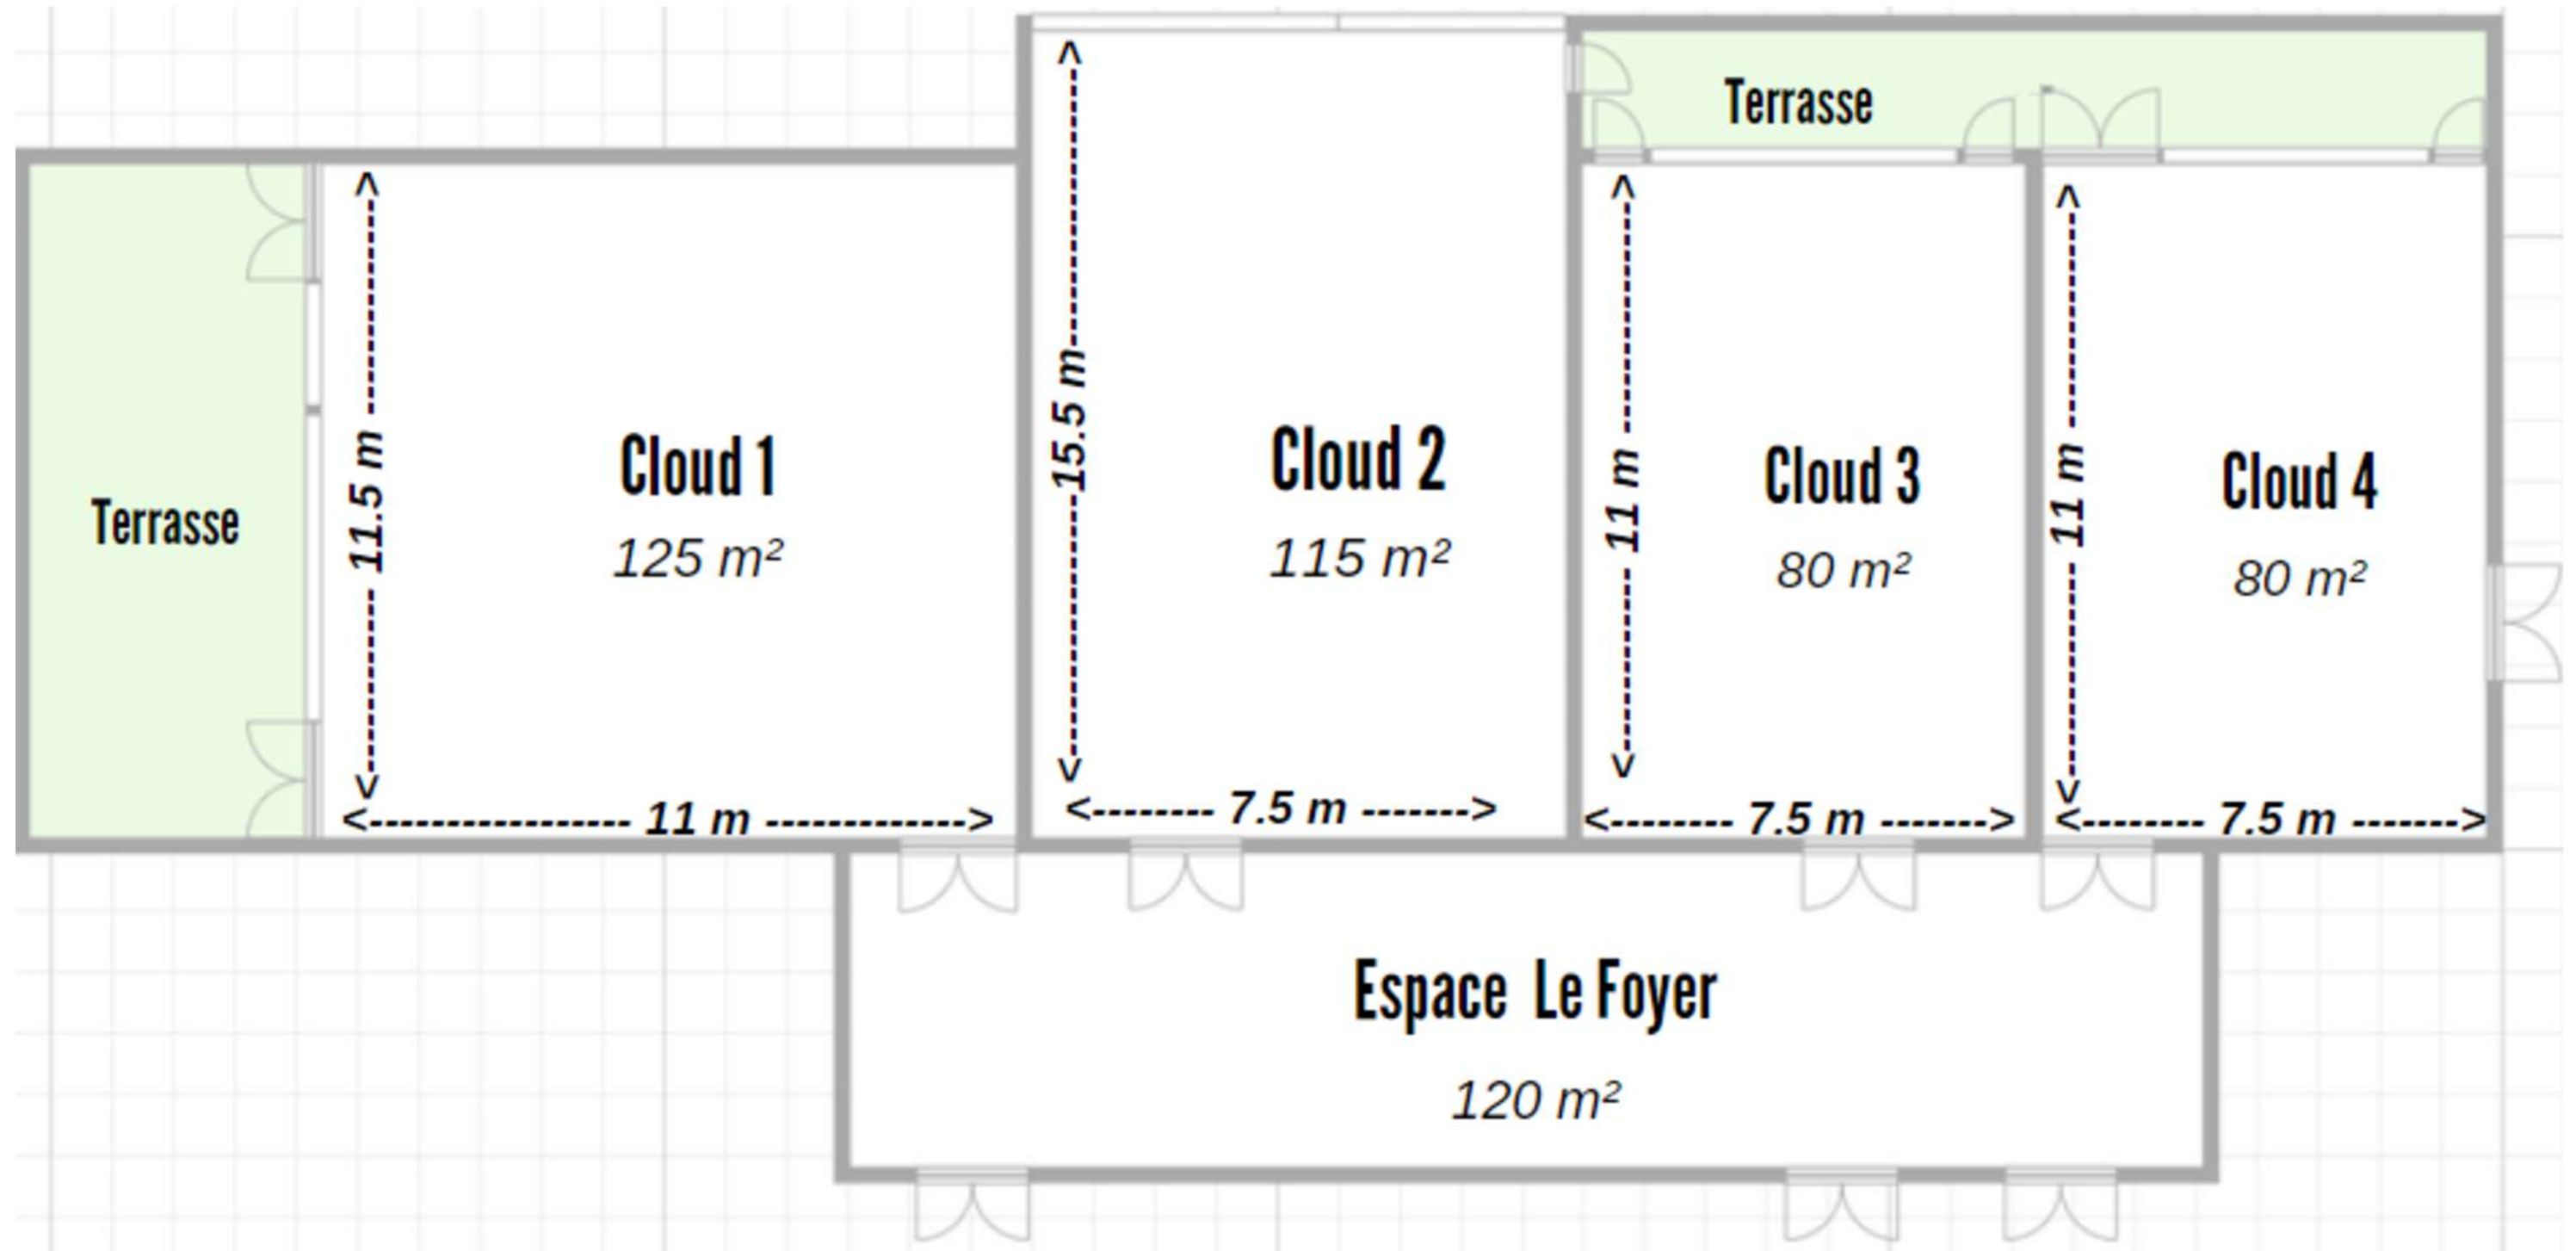 Terrasse
11.5 m
Cloud 1
125 m²
<----------------- 11 m ------------->
15.5 m
Cloud 2
115 m²
<-------- 7.5 m ------->
Terrasse
11 m
Cloud 3
80 m²
<-------- 7.5 m ------->
11 m
Cloud 4
80 m²
<-------- 7.5 m ------->
Espace Le Foyer
120 m²